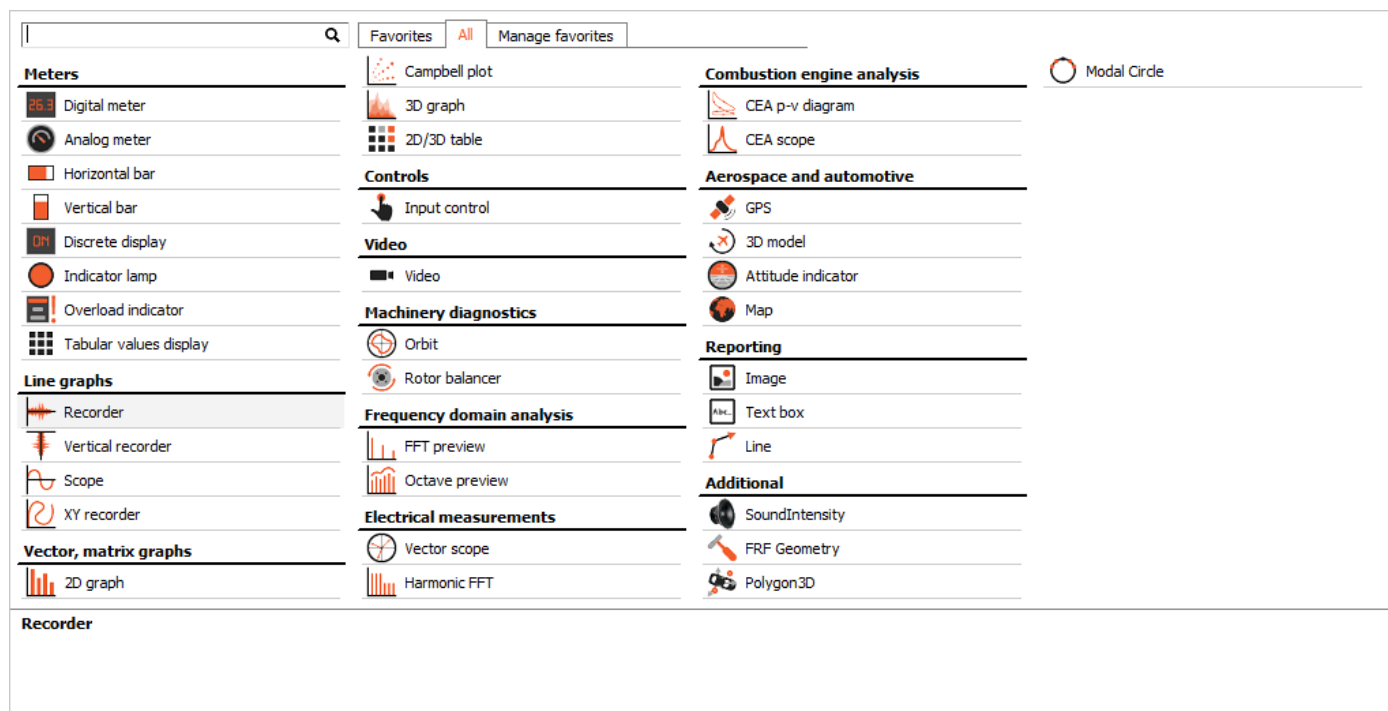 Favorites
All
Manage favorites
Meters
26.3
Digital meter
Analog meter
Horizontal bar
Vertical bar
ON
Discrete display
Indicator lamp
Overload indicator
Tabular values display
Line graphs
Recorder
Vertical recorder
Scope
XY recorder
Vector, matrix graphs
2D graph
Campbell plot
3D graph
2D/3D table
Controls
Input control
Video
Video
Machinery diagnostics
Orbit
Rotor balancer
Frequency domain analysis
FFT preview
Octave preview
Electrical measurements
Vector scope
Harmonic FFT
Combustion engine analysis
CEA p-v diagram
CEA scope
Aerospace and automotive
GPS
3D model
Attitude indicator
Map
Reporting
Image
Abc...
Text box
Line
Additional
SoundIntensity
FRF Geometry
Polygon3D
Modal Circle
Recorder